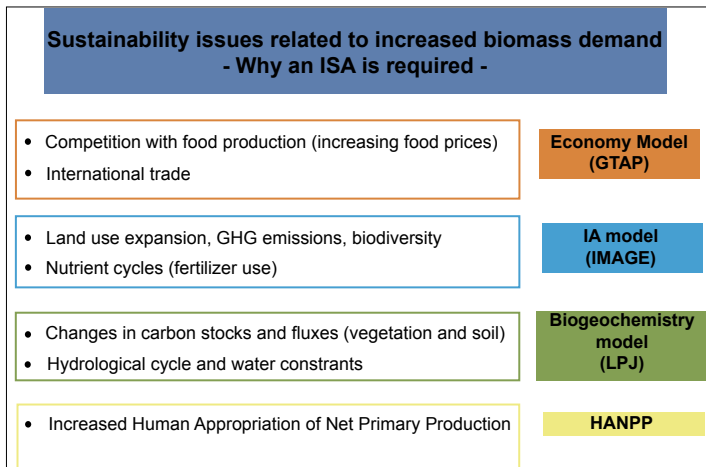 Sustainability issues related to increased biomass demand
- Why an ISA is required -
• Competition with food production (increasing food prices)
• International trade
Economy Model
(GTAP)
• Land use expansion, GHG emissions, biodiversity
• Nutrient cycles (fertilizer use)
IA model
(IMAGE)
• Changes in carbon stocks and fluxes (vegetation and soil)
• Hydrological cycle and water constrants
Biogeochemistry
model
(LPJ)
• Increased Human Appropriation of Net Primary Production
HANPP